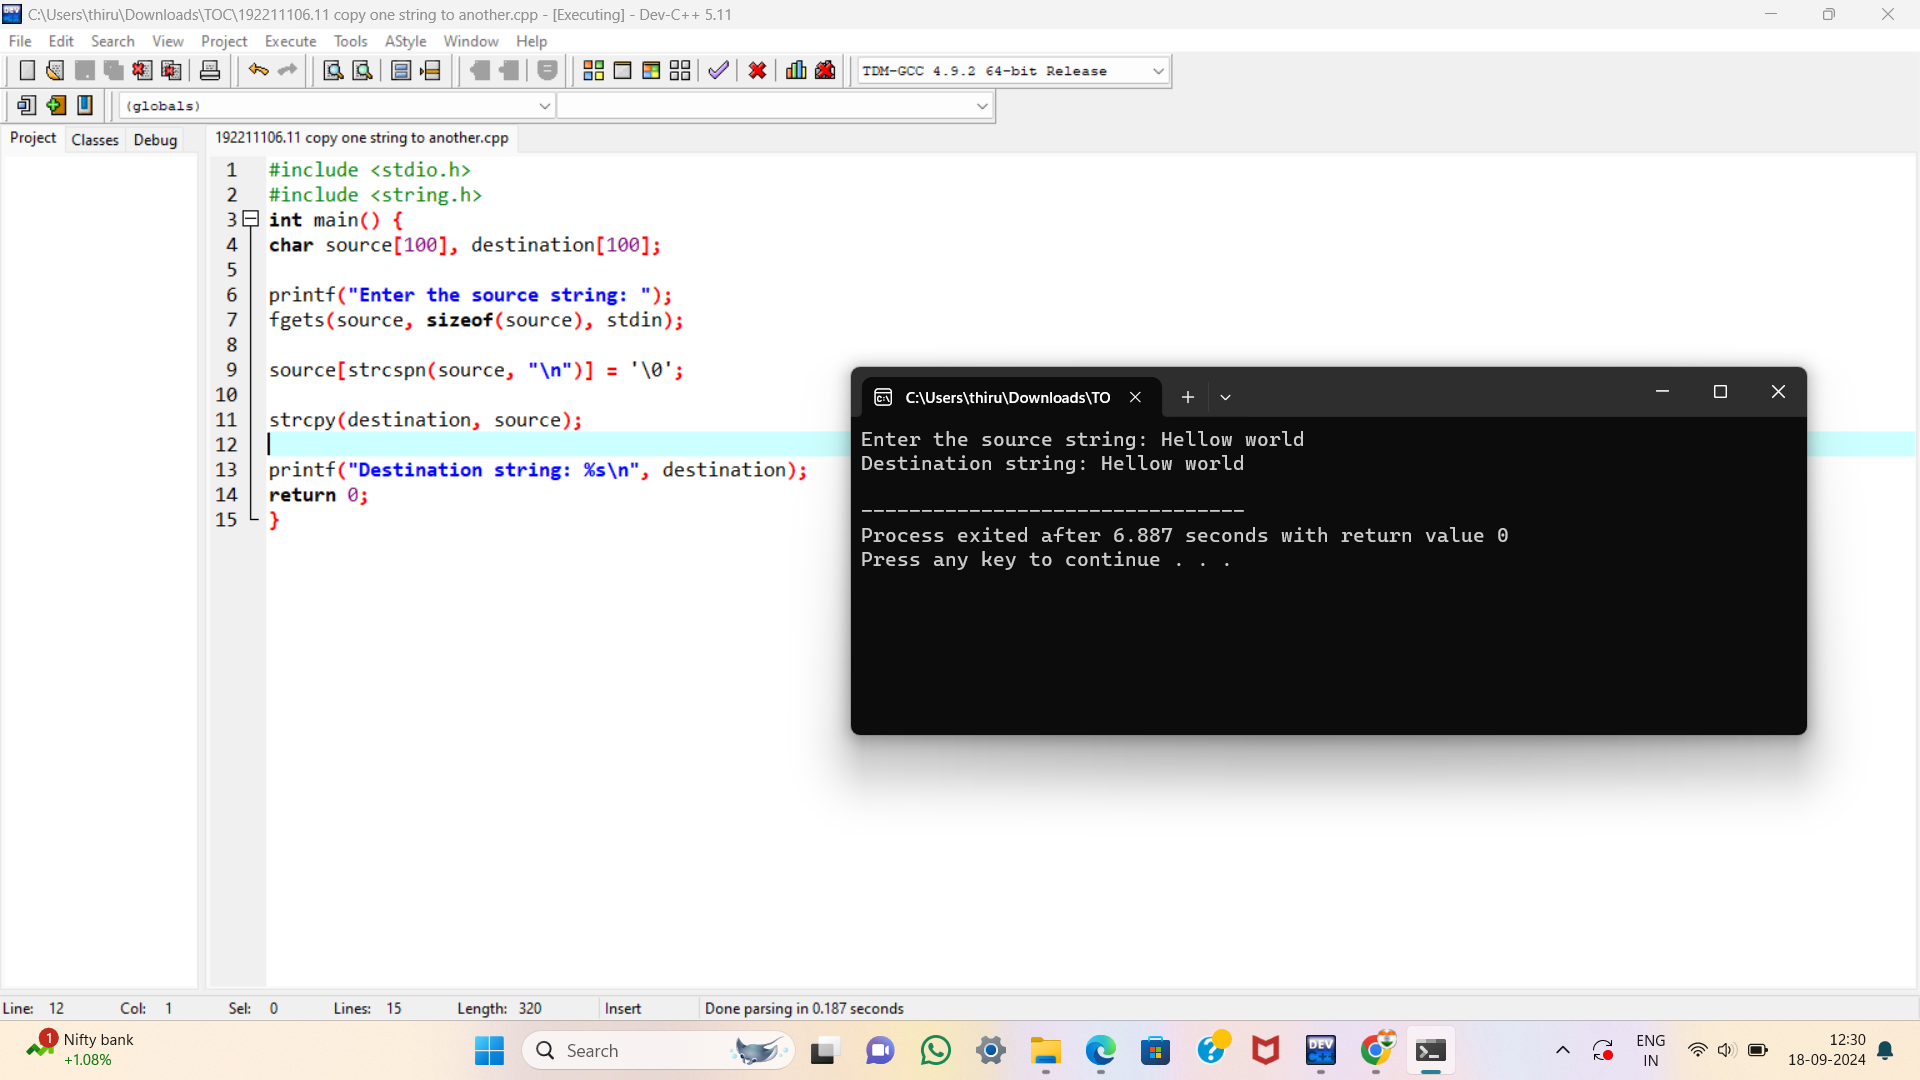 C:\Users\thiru\Downloads\TOC\192211106.11 copy one string to another.cpp - [Executing] - Dev-C++ 5.11
File Edit Search View Project Execute Tools AStyle Window Help
TDM-GCC 4.9.2 64-bit Release
(globals)
Project Classes Debug
192211106.11 copy one string to another.cpp
1 #include <stdio.h>
2 #include <string.h>
3 int main() {
4 char source[100], destination[100];
5
6 printf("Enter the source string: ");
7 fgets(source, sizeof(source), stdin);
8
9 source[strcspn(source, "\n")] = '\0';
10
11 strcpy(destination, source);
12
13 printf("Destination string: %s\n", destination);
14 return 0;
15 }
C:\Users\thiru\Downloads\TO
Enter the source string: Hellow world
Destination string: Hellow world
--------------------------------
Process exited after 6.887 seconds with return value 0
Press any key to continue . . .
Line: 12 Col: 1 Sel: 0 Lines: 15 Length: 320 Insert Done parsing in 0.187 seconds
1
Nifty bank
+1.08%
Search
DEV
ENG
IN
12:30
18-09-2024